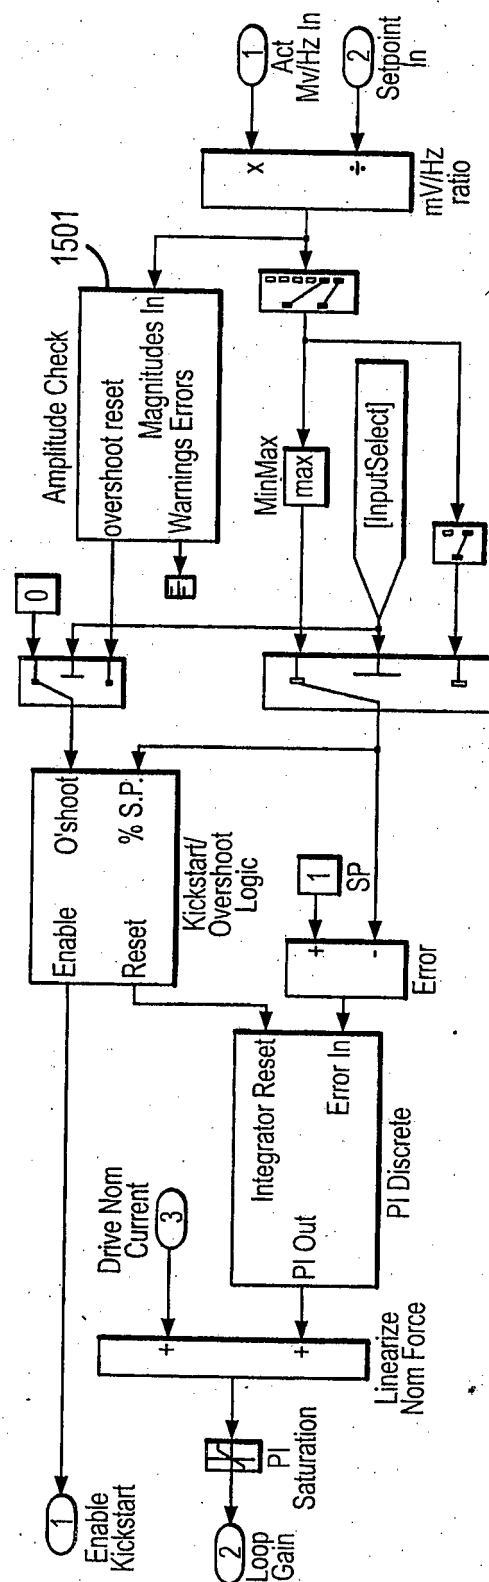 1
Act
Mv/Hz In
2
Setpoint
In
x
÷
mV/Hz
ratio
1501
Amplitude Check
overshoot reset
Magnitudes In
Warnings Errors
MinMax
max
[InputSelect]
0
O'shoot
% S.P.
Enable
Reset
Kickstart/
Overshoot
Logic
1
SP
+
-
Error
Integrator Reset
Error In
PI Out
PI Discrete
Drive Nom
Current
3
+
+
Linearize
Nom Force
PI
Saturation
1
Enable
Kickstart
2
Loop
Gain